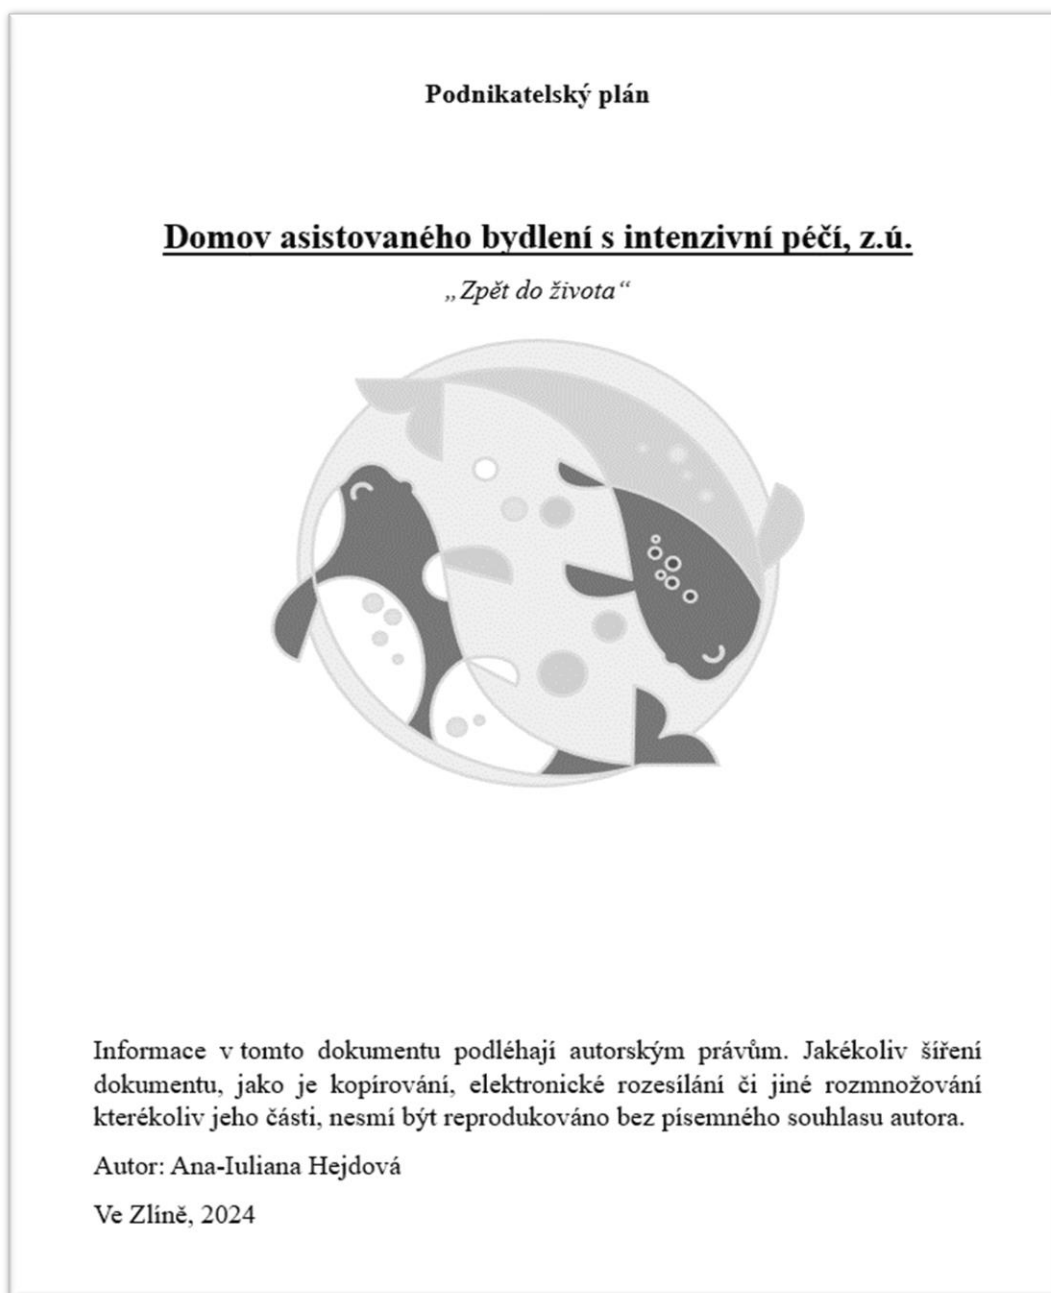 Podnikatelský plán
Domov asistovaného bydlení s intenzivní péčí, z.ú.
„Zpět do života“
Informace v tomto dokumentu podléhají autorským právům. Jakékoliv šíření
dokumentu, jako je kopírování, elektronické rozesílání či jiné rozmnožování
kterékoliv jeho části, nesmí být reprodukováno bez písemného souhlasu autora.
Autor: Ana-Iuliana Hejdová
Ve Zlíně, 2024